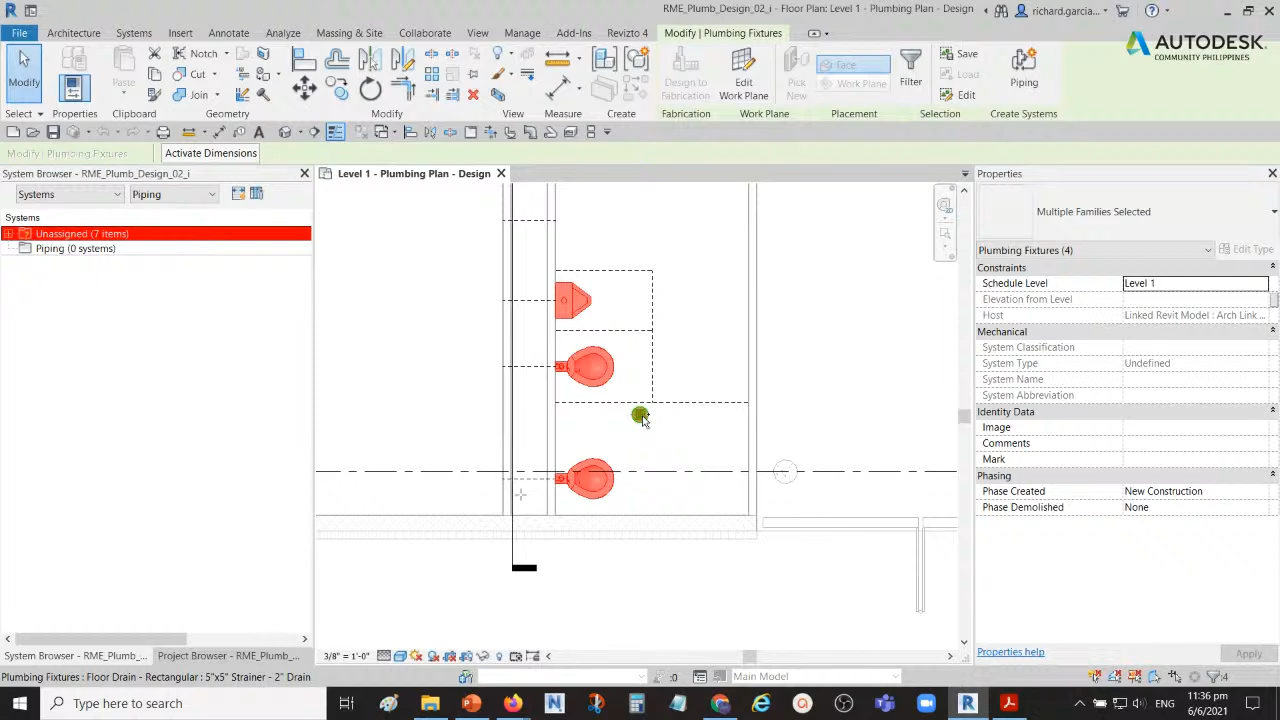 RME_Plumb_Design_02_i - Floor Plan: Level 1 - Plumbing Plan - Design
richard.garcia...
File
Architecture
Systems
Insert
Annotate
Analyze
Massing & Site
Collaborate
View
Manage
Add-Ins
Revizto 4
Modify | Plumbing Fixtures
AUTODESK
COMMUNITY PHILIPPINES
Modify
Paste
Notch
Cut
Join
Design to
Fabrication
Edit
Work Plane
Pick
New
Face
Work Plane
Filter
Save
Load
Edit
Piping
Select
Properties
Clipboard
Geometry
Modify
View
Measure
Create
Fabrication
Work Plane
Placement
Selection
Create Systems
Modify | Plumbing Fixtures
Activate Dimensions
System Browser - RME_Plumb_Design_02_i
Systems
Piping
Systems
Unassigned (7 items)
Piping (0 systems)
Level 1 - Plumbing Plan - Design
Properties
Multiple Families Selected
Plumbing Fixtures (4)
Edit Type
Constraints
Schedule Level
Level 1
Elevation from Level
Host
Linked Revit Model : Arch Link ...
Mechanical
System Classification
System Type
Undefined
System Name
System Abbreviation
Identity Data
Image
Comments
Mark
Phasing
Phase Created
New Construction
Phase Demolished
None
Properties help
Apply
3/8" = 1'-0"
System Browser - RME_Plumb_...
Project Browser - RME_Plumb_...
Plumbing Fixtures : Floor Drain - Rectangular : 5"x5" Strainer - 2" Drain
:0
Main Model
:4
Type here to search
ENG
11:36 pm
6/6/2021